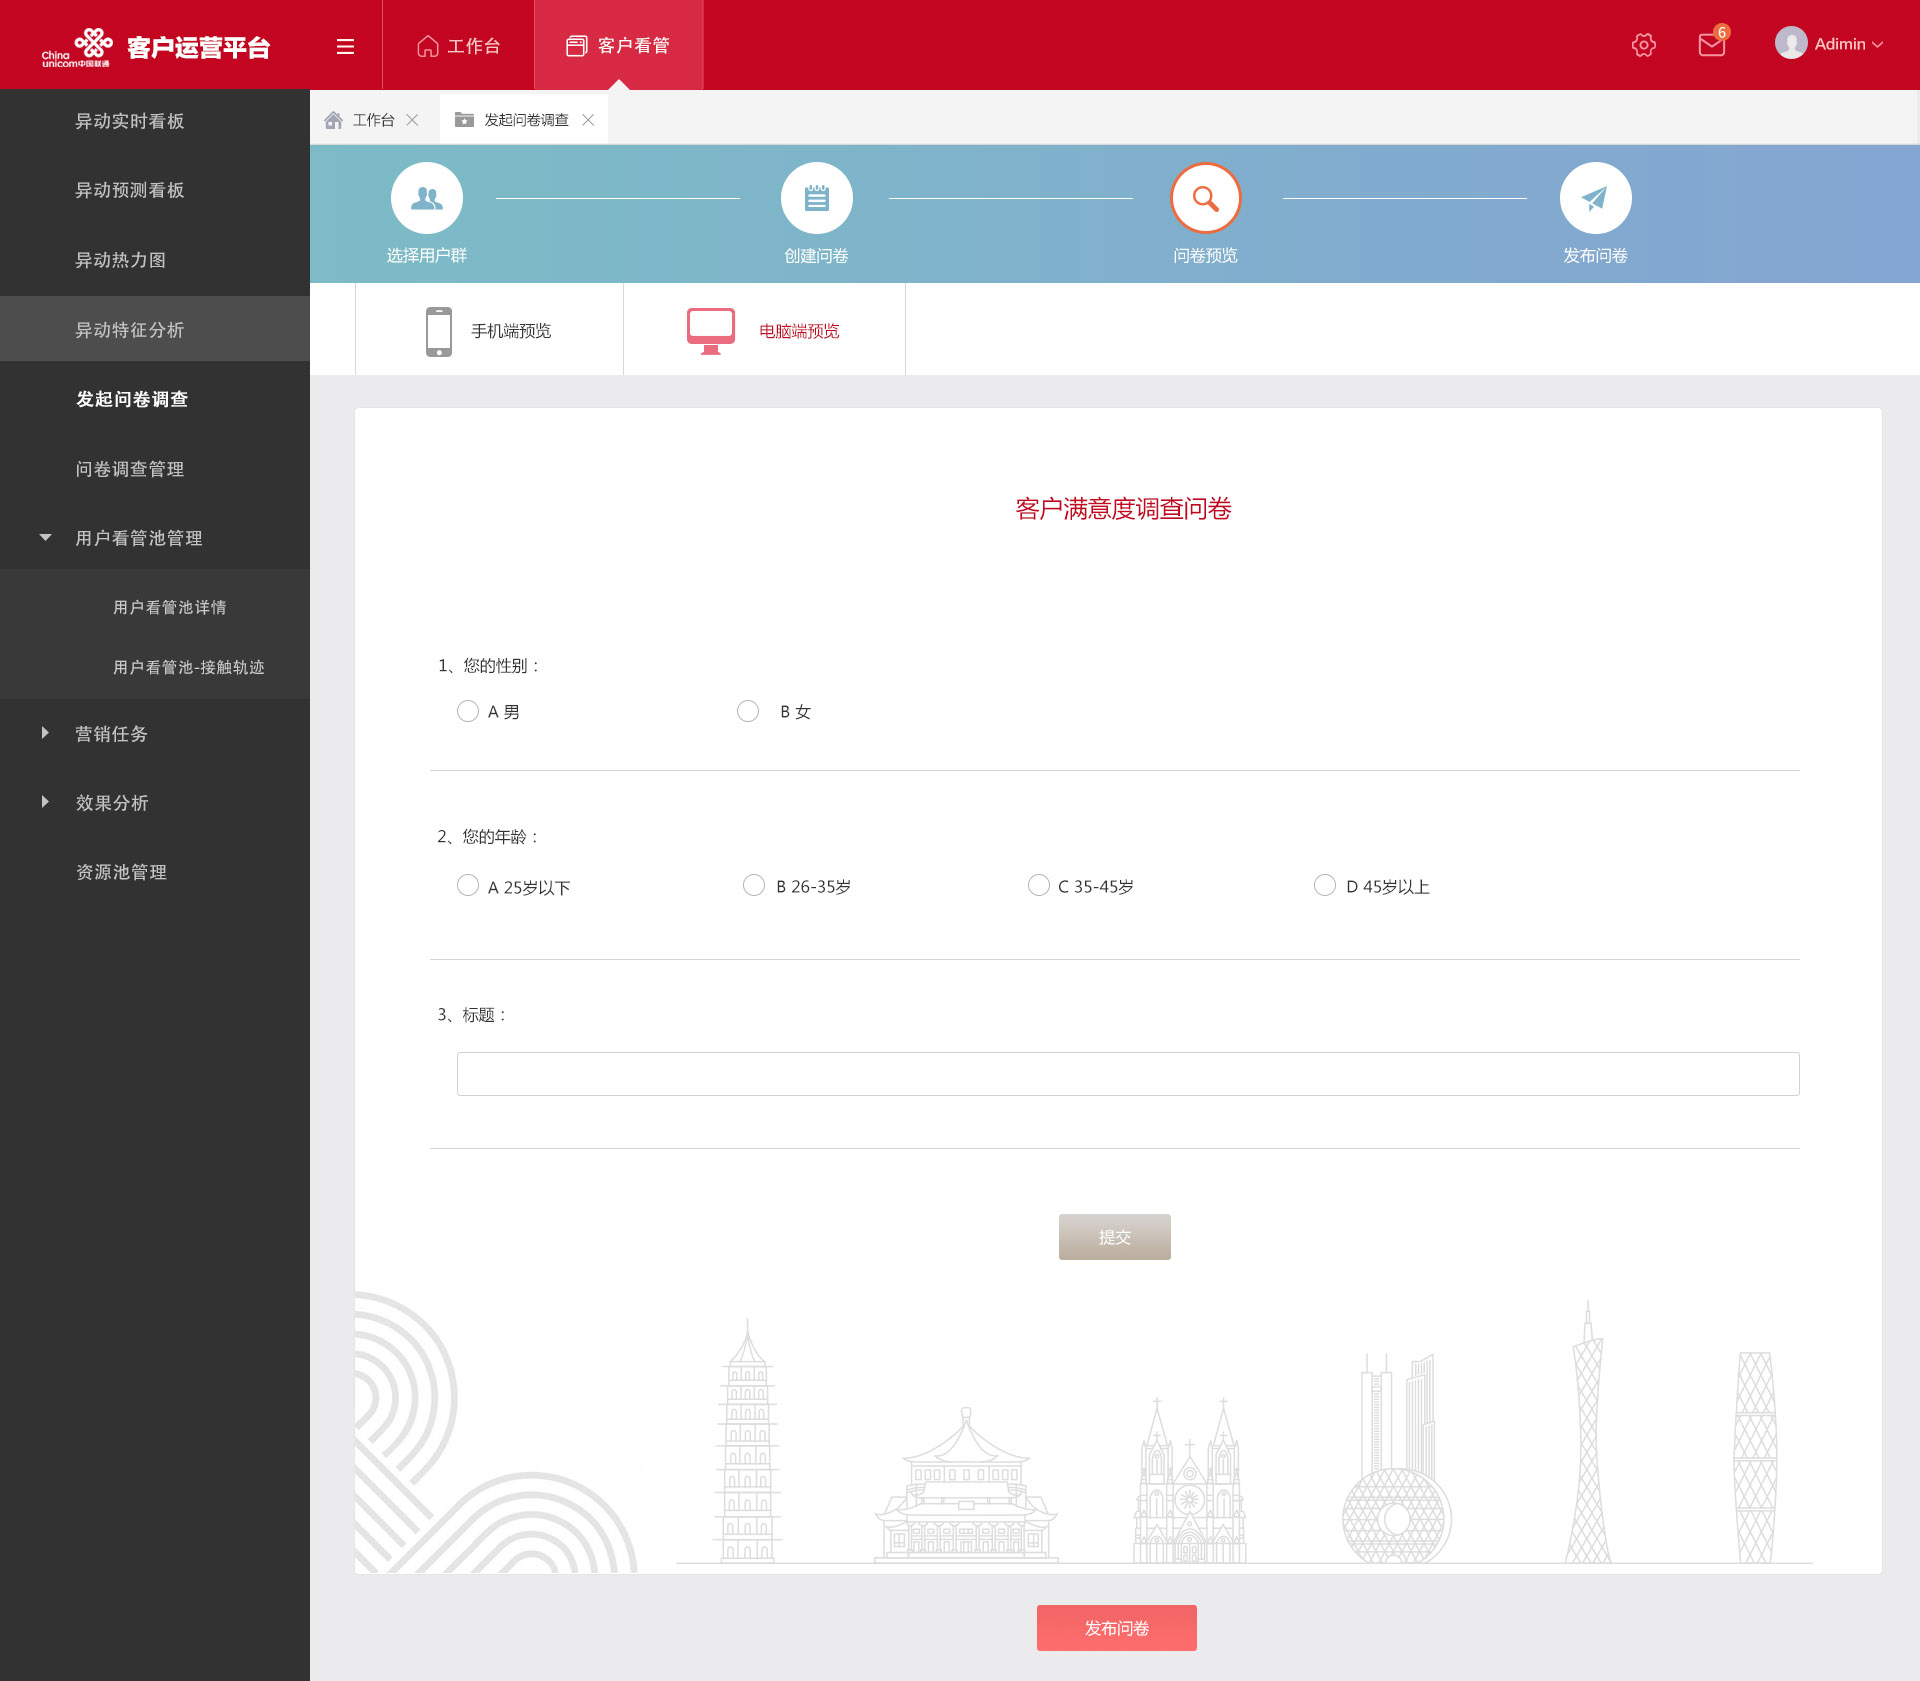 China
unicom中国联通
客户运营平台
工作台
客户看管
6
Adimin
异动实时看板
异动预测看板
异动热力图
异动特征分析
发起问卷调查
问卷调查管理
用户看管池管理
用户看管池详情
用户看管池-接触轨迹
营销任务
效果分析
资源池管理
工作台
发起问卷调查
选择用户群
创建问卷
问卷预览
发布问卷
手机端预览
电脑端预览
客户满意度调查问卷
1、您的性别：
A 男
B 女
2、您的年龄：
A 25岁以下
B 26-35岁
C 35-45岁
D 45岁以上
3、标题：
提交
发布问卷